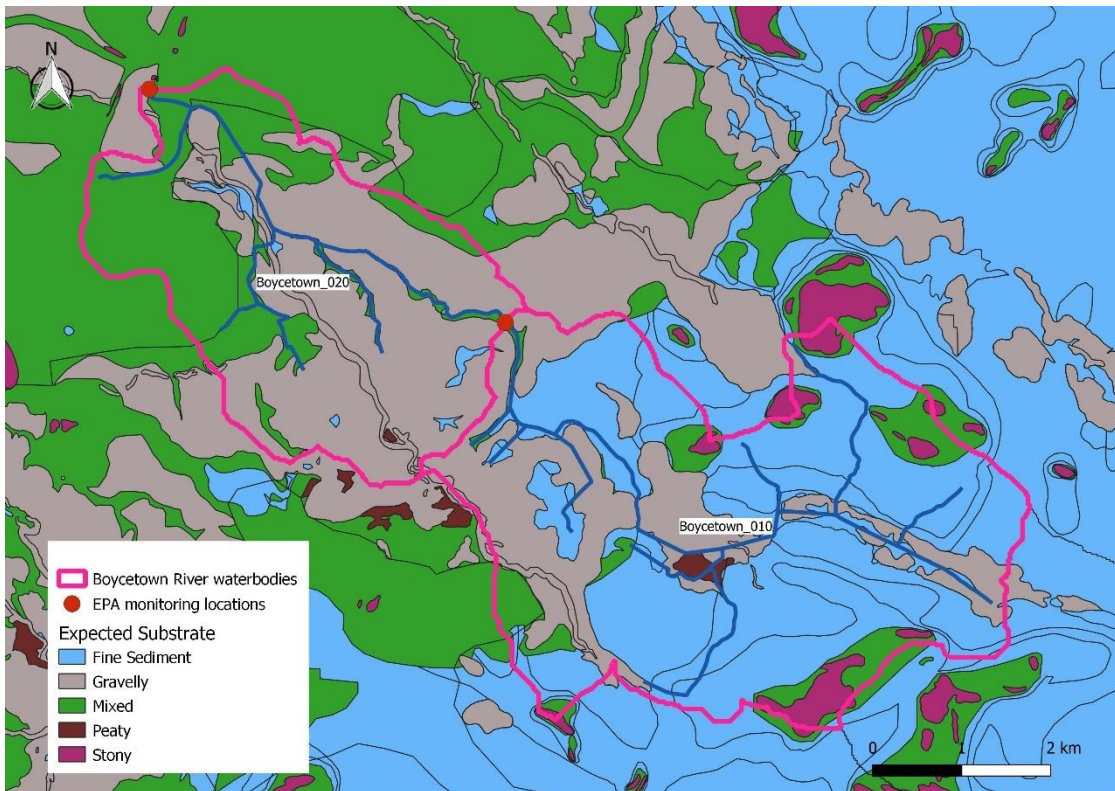 N
Boycetown_020
Boycetown_010
Boycetown River waterbodies
EPA monitoring locations
Expected Substrate
Fine Sediment
Gravelly
Mixed
Peaty
Stony
0 1 2 km